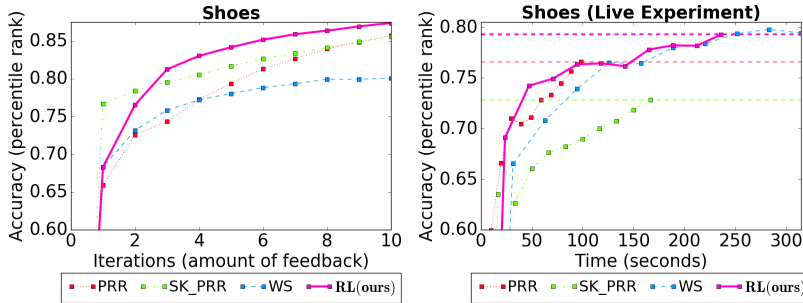 Shoes
Accuracy (percentile rank)
0.85
0.80
0.75
0.70
0.65
0.60
0 2 4 6 8 10
Iterations (amount of feedback)
PRR SK_PRR WS RL(ours)
Shoes (Live Experiment)
Accuracy (percentile rank)
0.80
0.75
0.70
0.65
0.60
0 50 100 150 200 250 300
Time (seconds)
PRR SK_PRR WS RL(ours)